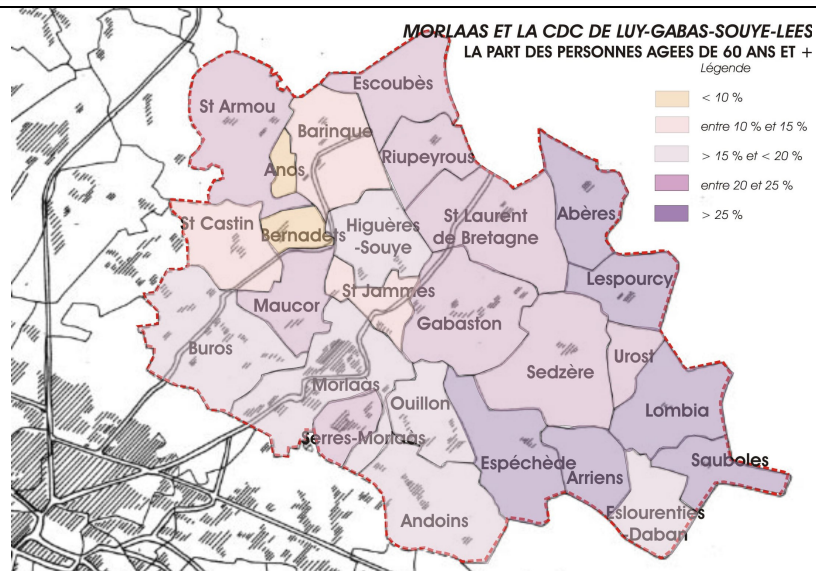 MORLAAS ET LA CDC DE LUY-GABAS-SOUYE-LEES
LA PART DES PERSONNES AGEES DE 60 ANS ET +
Légende
< 10 %
entre 10 % et 15 %
> 15 % et < 20 %
entre 20 et 25 %
> 25 %
Escoubès
St Armou
Barinque
Riupeyrous
Anos
St Castin
Bernadets
Higuères
-Souye
St Laurent
de Bretagne
Abères
Lespourcy
St Jammes
Maucor
Gabaston
Buros
Morlaas
Sedzère
Urost
Ouillon
Lombia
Serres-Morlaas
Espéchède
Arriens
Sauboles
Andoins
Eslourenties
-Daban